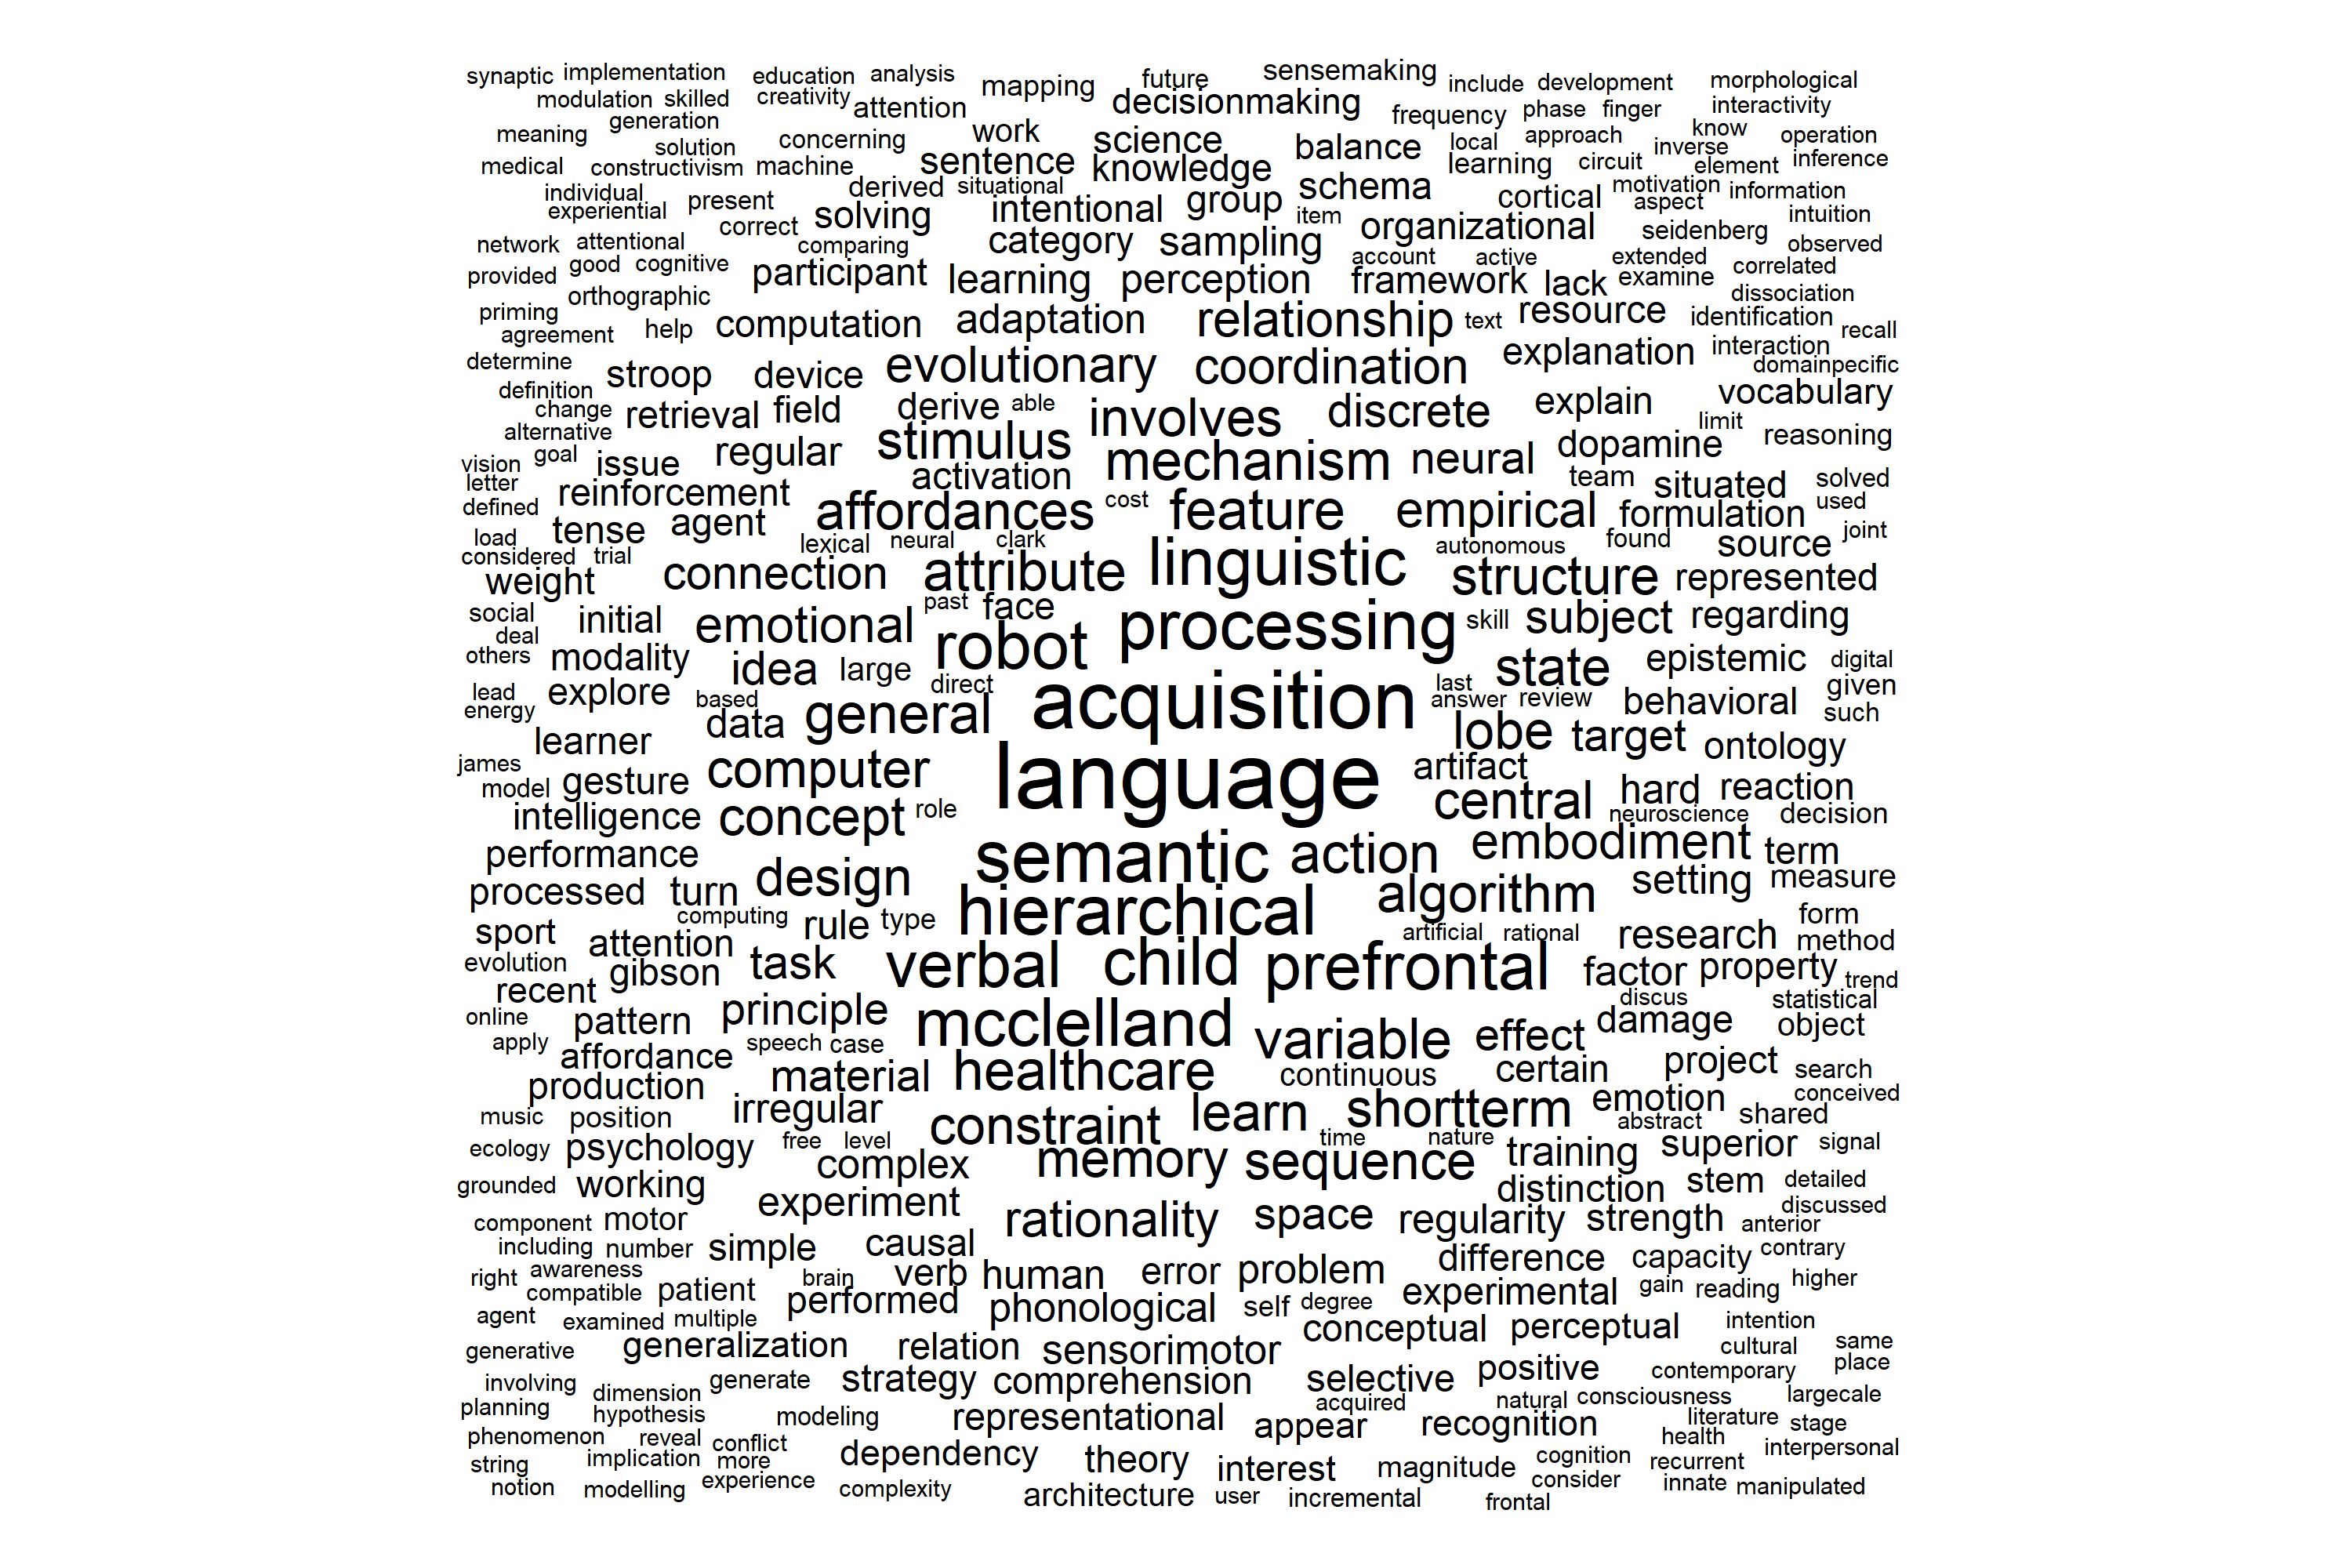 synaptic implementation education analysis mapping future sensemaking include development morphological
modulation skilled creativity attention decisionmaking frequency phase finger interactivity
meaning generation concerning work science balance local approach know operation
solution inverse
medical constructivism machine sentence knowledge learning circuit element inference
individual derived situational schema cortical motivation information
experiential present solving intentional group item aspect intuition
correct organizational seidenberg
network attentional comparing category sampling observed
provided good cognitive participant learning perception account active framework lack extended examine correlated
orthographic dissociation
priming computation adaptation relationship text resource identification
agreement help recall
determine stroop device evolutionary coordination explanation interaction domainpecific
definition vocabulary
change retrieval field derive able involves discrete explain limit
alternative regular stimulus mechanism neural dopamine reasoning
goal issue activation
vision team situated solved
letter reinforcement affordances cost feature empirical formulation used
defined tense agent joint
load lexical neural clark linguistic autonomous found source
considered trial
weight connection attribute structure represented
social initial emotional past face processing skill subject regarding
deal robot
others modality idea large state epistemic digital
lead explore based direct acquisition last answer review behavioral given
energy data general lobe target such
learner ontology
james computer language artifact
model gesture central hard reaction
intelligence concept role neuroscience decision
performance semantic action embodiment term
processed turn design hierarchical algorithm setting measure
computing rule type form
sport attention artificial rational research method
evolution gibson task verbal child prefrontal factor property trend
recent discus statistical
online pattern principle mcclelland variable effect damage object
apply affordance speech case
production material healthcare continuous certain project search
conceived
music position irregular constraint learn shortterm emotion abstract shared
ecology psychology free level time nature training superior signal
grounded working complex memory sequence distinction stem detailed
component motor experiment rationality space regularity strength discussed
anterior
including number simple causal difference capacity contrary
right awareness brain verb human error problem
compatible patient performed experimental gain reading higher
agent examined multiple phonological self degree conceptual perceptual intention
generative generalization relation sensorimotor cultural same
involving dimension generate strategy comprehension selective positive contemporary place
planning hypothesis modeling representational acquired appear natural consciousness largecale
recognition literature stage
phenomenon reveal conflict dependency theory health interpersonal
string implication more interest magnitude cognition recurrent
notion modelling experience complexity architecture user incremental consider innate manipulated
frontal